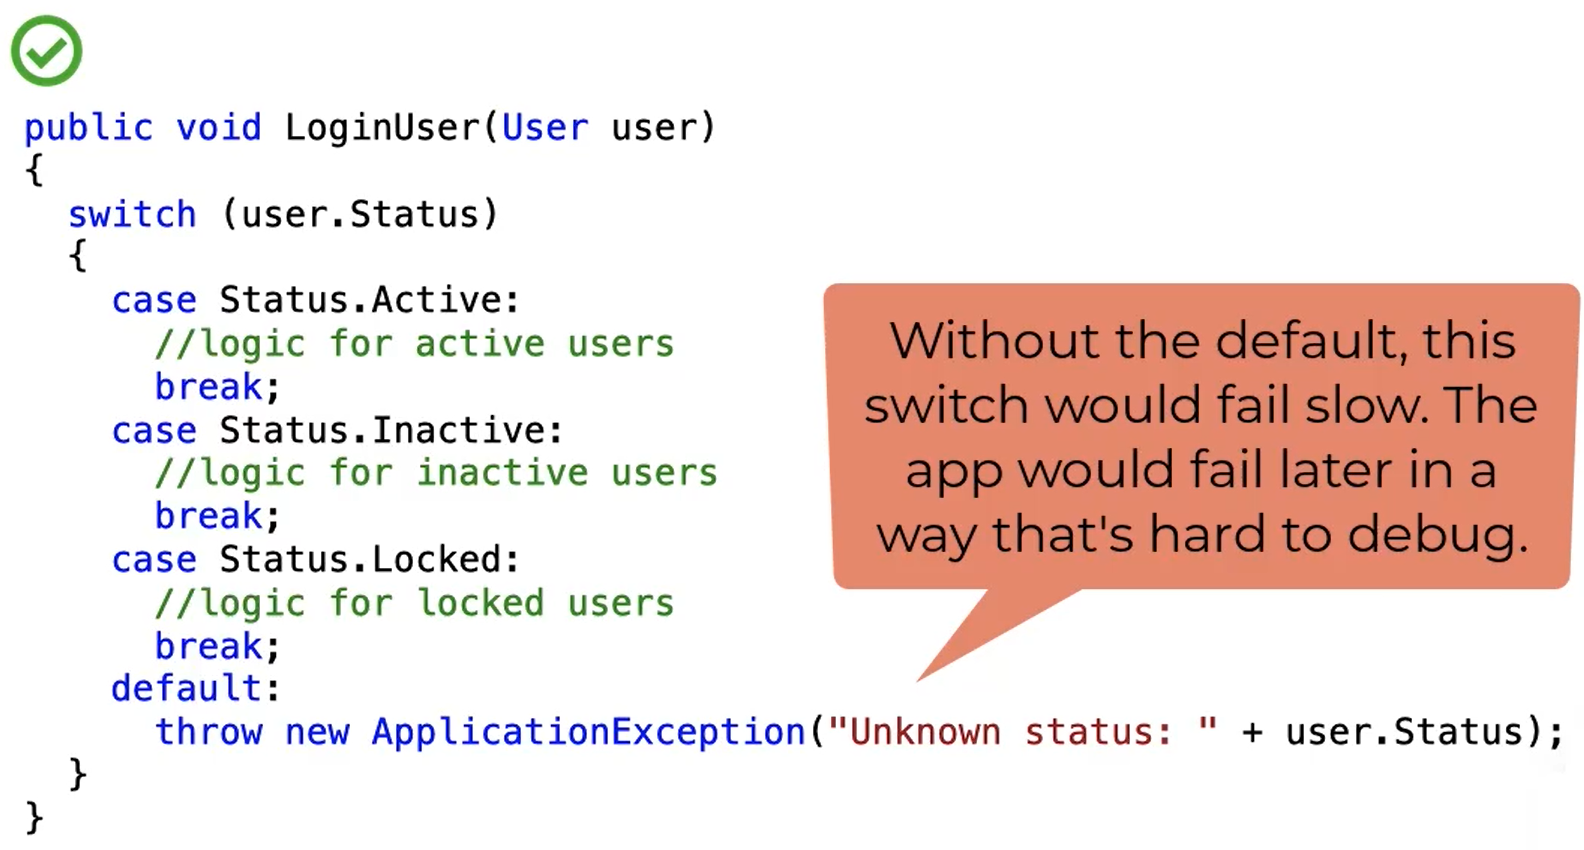 public void LoginUser(User user)
{
  switch (user.Status)
  {
    case Status.Active:
      //logic for active users
      break;
    case Status.Inactive:
      //logic for inactive users
      break;
    case Status.Locked:
      //logic for locked users
      break;
    default:
      throw new ApplicationException("Unknown status: " + user.Status);
  }
}
Without the default, this
switch would fail slow. The
app would fail later in a
way that's hard to debug.